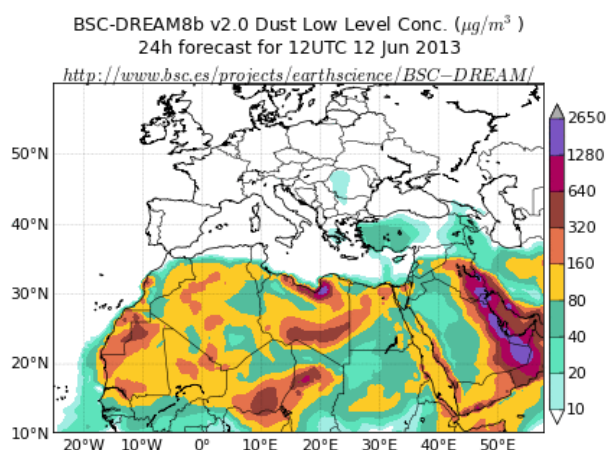 BSC-DREAM8b v2.0 Dust Low Level Conc. (μg/m³ )
24h forecast for 12UTC 12 Jun 2013
http://www.bsc.es/projects/earthscience/BSC−DREAM/
2650
1280
640
320
160
80
40
20
10
50°N
40°N
30°N
20°N
10°N
20°W
10°W
0°
10°E
20°E
30°E
40°E
50°E